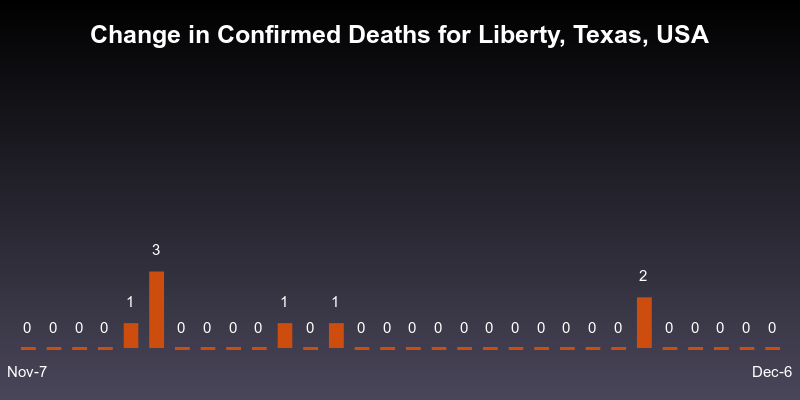 Change in Confirmed Deaths for Liberty, Texas, USA
3
2
1 1 1
0 0 0 0 0 0 0 0 0 0 0 0 0 0 0 0 0 0 0 0 0 0 0 0 0
Nov-7 Dec-6